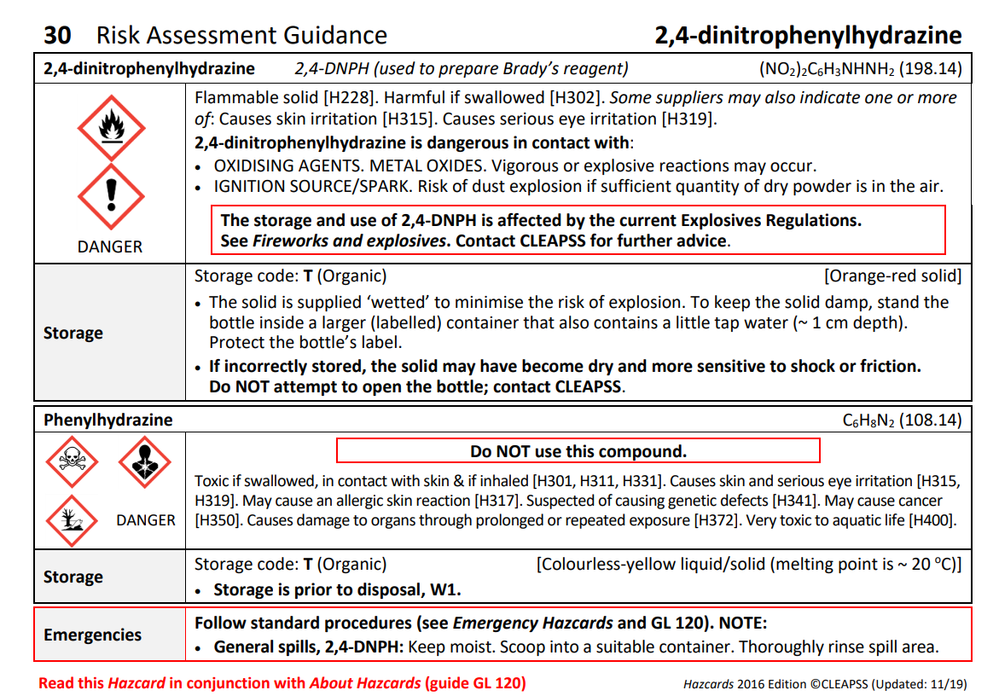 30 Risk Assessment Guidance 2,4-dinitrophenylhydrazine
2,4-dinitrophenylhydrazine 2,4-DNPH (used to prepare Brady’s reagent) (NO₂)₂C₆H₃NHNH₂ (198.14)
DANGER
Flammable solid [H228]. Harmful if swallowed [H302]. Some suppliers may also indicate one or more
of: Causes skin irritation [H315]. Causes serious eye irritation [H319].
2,4-dinitrophenylhydrazine is dangerous in contact with:
• OXIDISING AGENTS. METAL OXIDES. Vigorous or explosive reactions may occur.
• IGNITION SOURCE/SPARK. Risk of dust explosion if sufficient quantity of dry powder is in the air.
The storage and use of 2,4-DNPH is affected by the current Explosives Regulations.
See Fireworks and explosives. Contact CLEAPSS for further advice.
Storage
Storage code: T (Organic) [Orange-red solid]
• The solid is supplied ‘wetted’ to minimise the risk of explosion. To keep the solid damp, stand the
bottle inside a larger (labelled) container that also contains a little tap water (~ 1 cm depth).
Protect the bottle’s label.
• If incorrectly stored, the solid may have become dry and more sensitive to shock or friction.
Do NOT attempt to open the bottle; contact CLEAPSS.
Phenylhydrazine C₆H₈N₂ (108.14)
DANGER
Do NOT use this compound.
Toxic if swallowed, in contact with skin & if inhaled [H301, H311, H331]. Causes skin and serious eye irritation [H315,
H319]. May cause an allergic skin reaction [H317]. Suspected of causing genetic defects [H341]. May cause cancer
[H350]. Causes damage to organs through prolonged or repeated exposure [H372]. Very toxic to aquatic life [H400].
Storage
Storage code: T (Organic) [Colourless-yellow liquid/solid (melting point is ~ 20 °C)]
• Storage is prior to disposal, W1.
Emergencies
Follow standard procedures (see Emergency Hazcards and GL 120). NOTE:
• General spills, 2,4-DNPH: Keep moist. Scoop into a suitable container. Thoroughly rinse spill area.
Read this Hazcard in conjunction with About Hazcards (guide GL 120) Hazcards 2016 Edition ©CLEAPSS (Updated: 11/19)